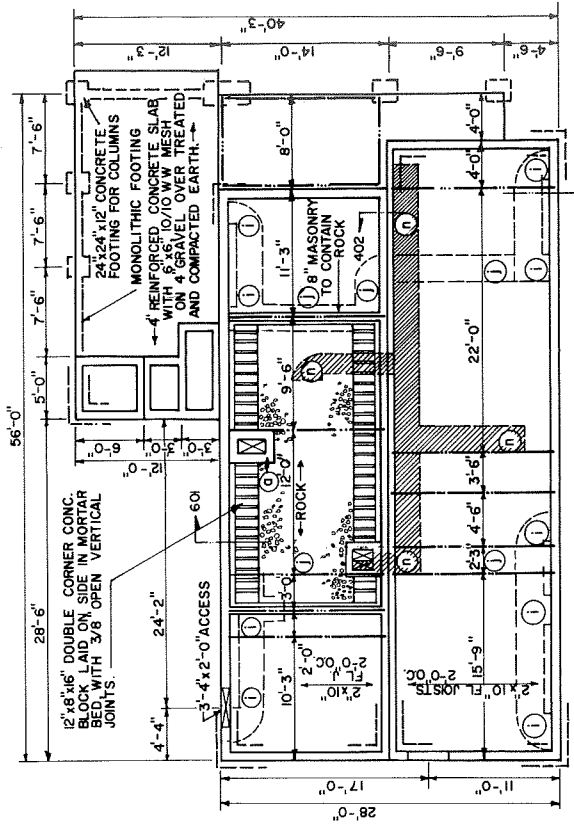 40'-3"
12'-3"
14'-0"
9'-6"
4'-6"
56'-0"
7'-6"
7'-6"
7'-6"
5'-0"
28'-6"
24"x24"x12" CONCRETE
FOOTING FOR COLUMNS
MONOLITHIC FOOTING
4" REINFORCED CONCRETE SLAB
WITH 6"x6", 10/10 WW MESH
ON 4" GRAVEL OVER TREATED
AND COMPACTED EARTH.
6'-0"
3'-0"
3'-0"
12'-0"
12"x8"x16" DOUBLE CORNER CONC.
BLOCK LAID ON SIDE IN MORTAR
BED WITH 3/8" OPEN VERTICAL
JOINTS.
24'-2"
4'-4"
3'-4"x2'-0" ACCESS
601
8'-0"
11'-3"
8" MASONRY
TO CONTAIN
ROCK
402
9'-6"
12'-0"
ROCK
3'-0"
2'-0"
10'-3"
2"x10" FL. J.
2'-0" O.C.
4'-0"
4'-0"
22'-0"
3'-6"
4'-6"
2'-3"
15'-9"
2"x10" FL JOISTS
2'-0" O.C.
17'-0"
11'-0"
28'-0"
i
i
j
j
n
D
j
i
i
n
n
n
j
j
i
i
i
i